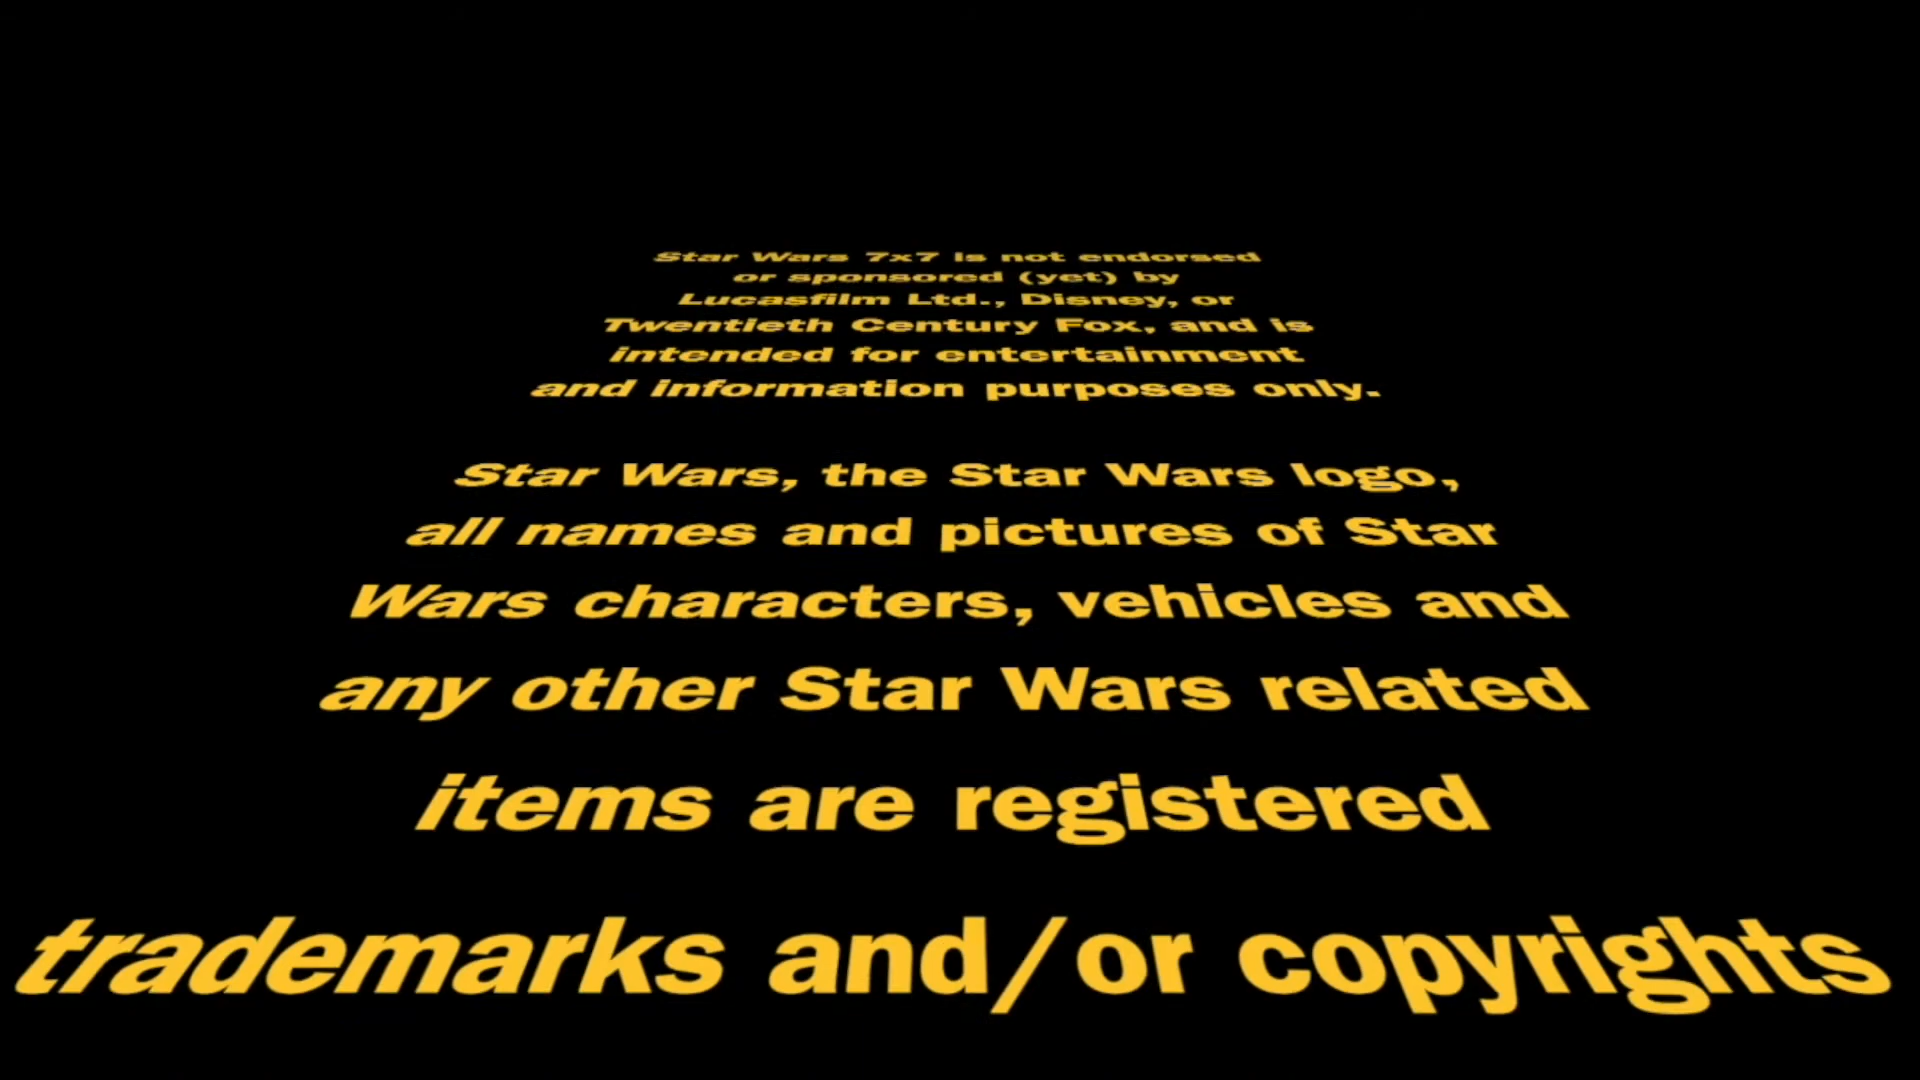 Star Wars 7x7 is not endorsed
or sponsored (yet) by
Lucasfilm Ltd., Disney, or
Twentieth Century Fox, and is
intended for entertainment
and information purposes only.
Star Wars, the Star Wars logo,
all names and pictures of Star
Wars characters, vehicles and
any other Star Wars related
items are registered
trademarks and/or copyrights